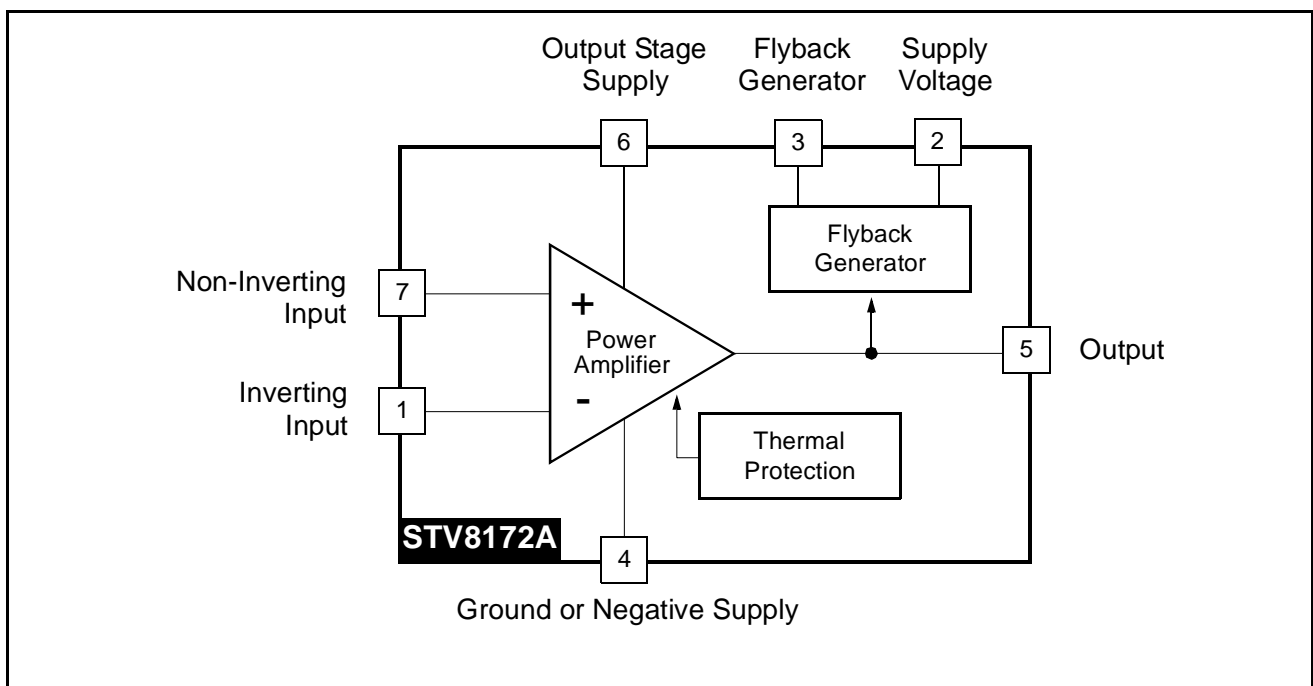 Output Stage
Supply
Flyback
Generator
Supply
Voltage
6
3
2
Flyback
Generator
Non-Inverting
Input
7
+
Power
Amplifier
-
5
Output
Inverting
Input
1
Thermal
Protection
STV8172A
4
Ground or Negative Supply